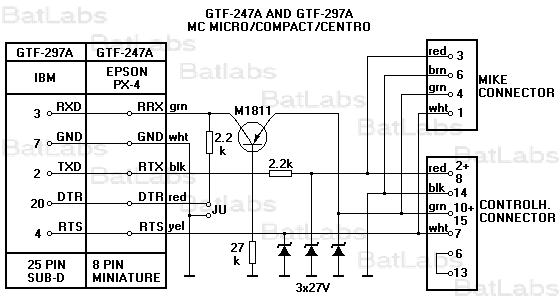 GTF-247A AND GTF-297A
MC MICRO/COMPACT/CENTRO
GTF-297A GTF-247A
IBM EPSON
PX-4
3 RXD RRX grn
7 GND GND wht
2 TXD RTX blk
20 DTR DTR red
4 RTS RTS yel
25 PIN
SUB-D
8 PIN
MINIATURE
M1811
2.2
k
2.2k
JU
27
k
3x27V
red 3
brn 6
grn 4
wht 1
MIKE
CONNECTOR
red 2+
8
blk 14
grn 10+
15
wht 7
6
13
CONTROLH.
CONNECTOR
BatLabs
BatLabs
BatLabs
BatLabs
BatLabs
BatLabs
BatLabs
BatLabs
BatLabs
BatLabs